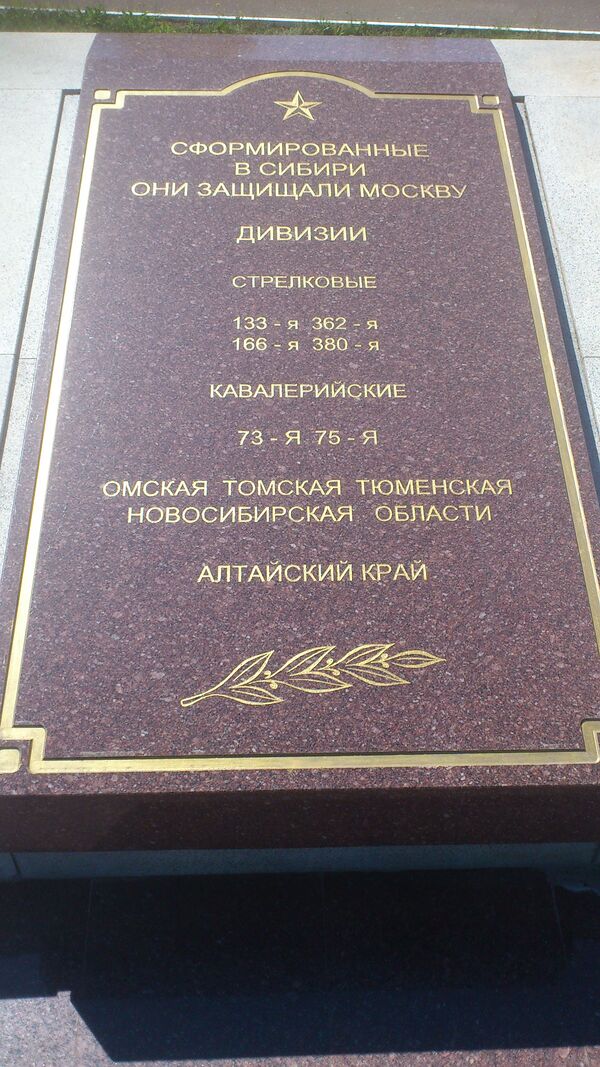 СФОРМИРОВАННЫЕ
В СИБИРИ
ОНИ ЗАЩИЩАЛИ МОСКВУ
ДИВИЗИИ
СТРЕЛКОВЫЕ
133 - я 362 - я
166 - я 380 - я
КАВАЛЕРИЙСКИЕ
73 - Я 75 - Я
ОМСКАЯ ТОМСКАЯ ТЮМЕНСКАЯ
НОВОСИБИРСКАЯ ОБЛАСТИ
АЛТАЙСКИЙ КРАЙ